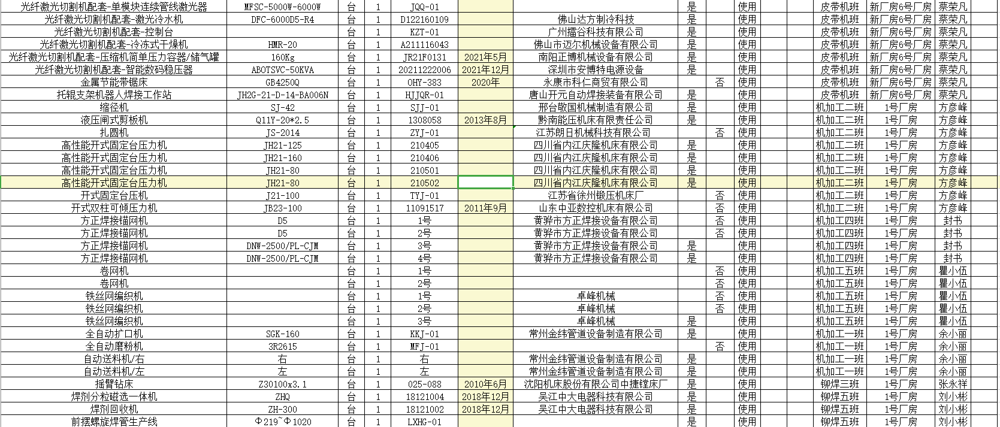 光纤激光切割机配套-单模块连续管线激光器 MFSC-5000W-6000W 台 1 JQQ-01 是 使用 皮带机班 新厂房6号厂房 蔡荣凡
光纤激光切割机配套-激光冷水机 DFC-6000D5-R4 台 1 D122160109 佛山达方制冷科技 是 使用 皮带机班 新厂房6号厂房 蔡荣凡
光纤激光切割机配套-控制台 台 1 KZT-01 广州擂谷科技有限公司 是 使用 皮带机班 新厂房6号厂房 蔡荣凡
光纤激光切割机配套-冷冻式干燥机 HMR-20 台 1 A211116043 佛山市迈尔机械设备有限公司 是 使用 皮带机班 新厂房6号厂房 蔡荣凡
光纤激光切割机配套-压缩机简单压力容器/储气罐 160Kg 台 1 JR21F0131 2021年5月 南阳正博机械设备有限公司 是 使用 皮带机班 新厂房6号厂房 蔡荣凡
光纤激光切割机配套-智能数码稳压器 ABOTSVC-50KVA 台 1 20211222006 2021年12月 深圳市安博特电源设备 是 使用 皮带机班 新厂房6号厂房 蔡荣凡
金属节能带锯床 GB4250Q 台 1 OHY-383 2020年 永康市科仁商贸有限公司 否 使用 皮带机班 新厂房6号厂房 蔡荣凡
托辊支架机器人焊接工作站 JH2G-21-D-14-BA006N 台 1 HJJQR-01 唐山开元自动焊接装备有限公司 是 使用 皮带机班 新厂房6号厂房 蔡荣凡
缩径机 SJ-42 台 1 SJJ-01 邢台敬国机械制造有限公司 是 使用 机加工二班 1号厂房 方彦峰
液压闸式剪板机 Q11Y-20*2.5 台 1 1308058 2013年8月 黔南能压机床有限责任公司 是 使用 机加工二班 1号厂房 方彦峰
扎圆机 JS-2014 台 1 ZYJ-01 江苏朗日机械科技有限公司 否 使用 机加工二班 1号厂房 方彦峰
高性能开式固定台压力机 JH21-125 台 1 210405 四川省内江庆隆机床有限公司 是 使用 机加工二班 1号厂房 方彦峰
高性能开式固定台压力机 JH21-160 台 1 210406 四川省内江庆隆机床有限公司 是 使用 机加工二班 1号厂房 方彦峰
高性能开式固定台压力机 JH21-80 台 1 210501 四川省内江庆隆机床有限公司 是 使用 机加工二班 1号厂房 方彦峰
高性能开式固定台压力机 JH21-80 台 1 210502 四川省内江庆隆机床有限公司 是 使用 机加工二班 1号厂房 方彦峰
开式固定台压机 J21-100 台 1 TYJ-01 江苏省徐州锻压机床厂 否 使用 机加工二班 1号厂房 方彦峰
开式双柱可倾压力机 JB23-100 台 1 11091517 2011年9月 山东中亚数控机床有限公司 否 使用 机加工二班 1号厂房 方彦峰
方正焊接锚网机 D5 台 1 1号 黄骅市方正焊接设备有限公司 否 使用 机加工四班 1号厂房 封书
方正焊接锚网机 D5 台 1 2号 黄骅市方正焊接设备有限公司 否 使用 机加工四班 1号厂房 封书
方正焊接锚网机 DNW-2500/PL-CJM 台 1 3号 黄骅市方正焊接设备有限公司 是 使用 机加工四班 1号厂房 封书
方正焊接锚网机 DNW-2500/PL-CJM 台 1 4号 黄骅市方正焊接设备有限公司 是 使用 机加工四班 1号厂房 封书
卷网机 台 1 1号 否 使用 机加工五班 1号厂房 瞿小伍
卷网机 台 1 2号 否 使用 机加工五班 1号厂房 瞿小伍
铁丝网编织机 台 1 1号 卓峰机械 否 使用 机加工五班 1号厂房 瞿小伍
铁丝网编织机 台 1 2号 卓峰机械 否 使用 机加工五班 1号厂房 瞿小伍
铁丝网编织机 台 1 3号 卓峰机械 是 使用 机加工五班 1号厂房 瞿小伍
全自动扩口机 SGK-160 台 1 KKJ-01 常州金纬管道设备制造有限公司 是 使用 机加工一班 1号厂房 余小丽
全自动磨粉机 3R2615 台 1 MFJ-01 否 使用 机加工一班 1号厂房 余小丽
自动送料机/右 右 台 1 右 常州金纬管道设备制造有限公司 是 使用 机加工一班 1号厂房 余小丽
自动送料机/左 左 台 1 左 常州金纬管道设备制造有限公司 是 使用 机加工一班 1号厂房 余小丽
摇臂钻床 Z30100x3.1 台 1 025-088 2010年6月 沈阳机床股份有限公司中捷镗床厂 是 使用 铆焊三班 1号厂房 张永祥
焊剂分粒磁选一体机 ZHQ 台 1 18121004 2018年12月 吴江中大电器科技有限公司 是 使用 铆焊五班 1号厂房 刘小彬
焊剂回收机 ZH-300 台 1 18121002 2018年12月 吴江中大电器科技有限公司 是 使用 铆焊五班 1号厂房 刘小彬
前摆螺旋焊管生产线 Φ219~Φ1020 台 1 LXHG-01 是 使用 铆焊五班 1号厂房 刘小彬